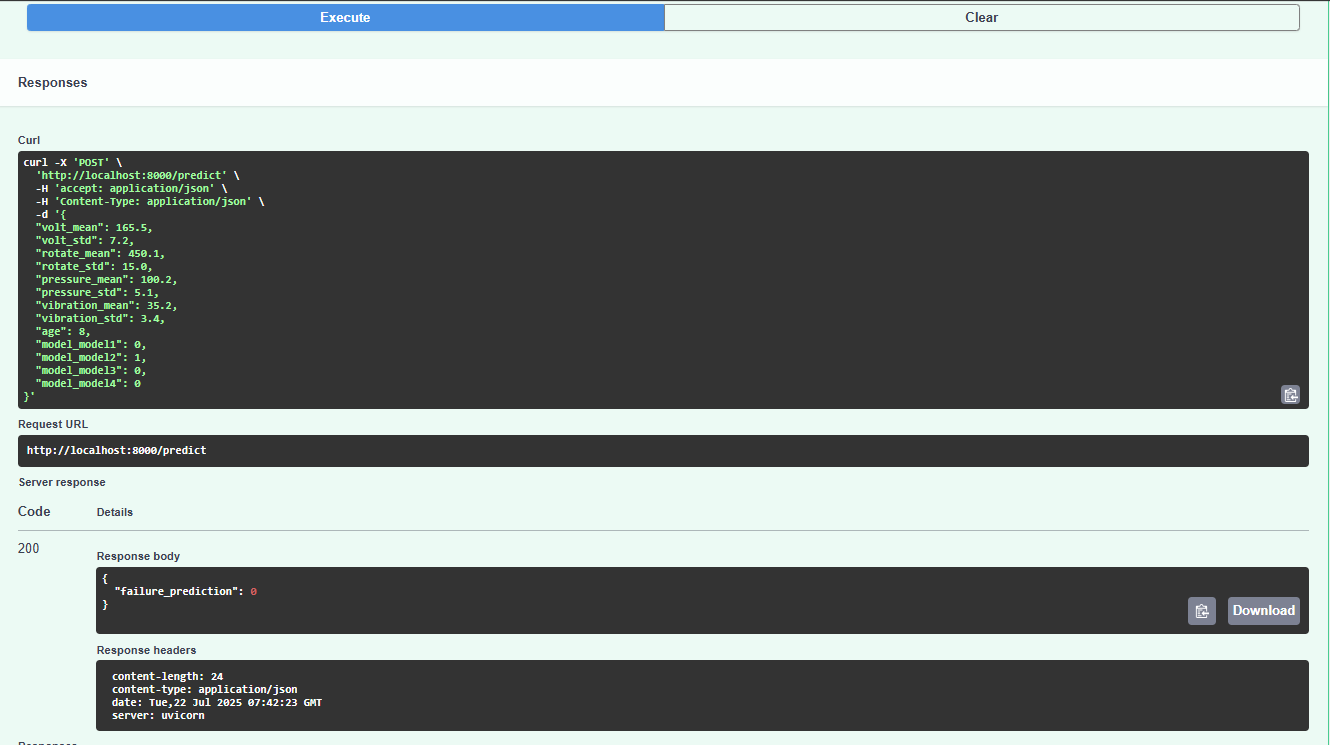 Execute
Clear
Responses
Curl
curl -X 'POST' \
'http://localhost:8000/predict' \
-H 'accept: application/json' \
-H 'Content-Type: application/json' \
-d '{
"volt_mean": 165.5,
"volt_std": 7.2,
"rotate_mean": 450.1,
"rotate_std": 15.0,
"pressure_mean": 100.2,
"pressure_std": 5.1,
"vibration_mean": 35.2,
"vibration_std": 3.4,
"age": 8,
"model_model1": 0,
"model_model2": 1,
"model_model3": 0,
"model_model4": 0
}'
Request URL
http://localhost:8000/predict
Server response
Code
Details
200
Response body
{
"failure_prediction": 0
}
Download
Response headers
content-length: 24
content-type: application/json
date: Tue,22 Jul 2025 07:42:23 GMT
server: uvicorn
Responses